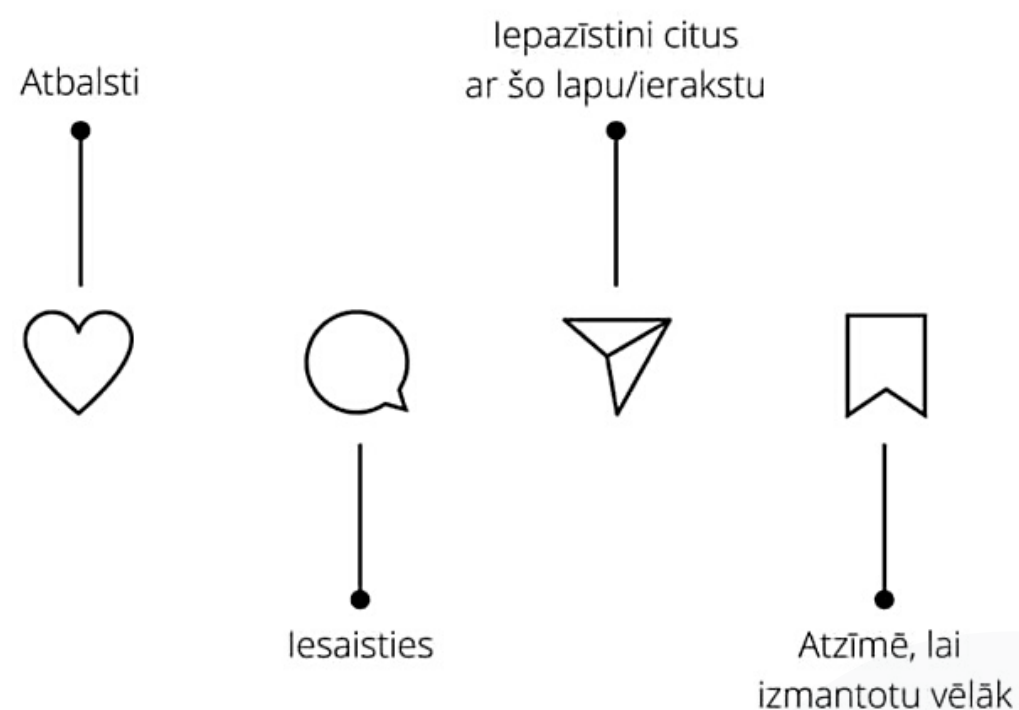 Atbalsti
Iepazīstini citus
ar šo lapu/ierakstu
Iesaisties
Atzīmē, lai
izmantotu vēlāk